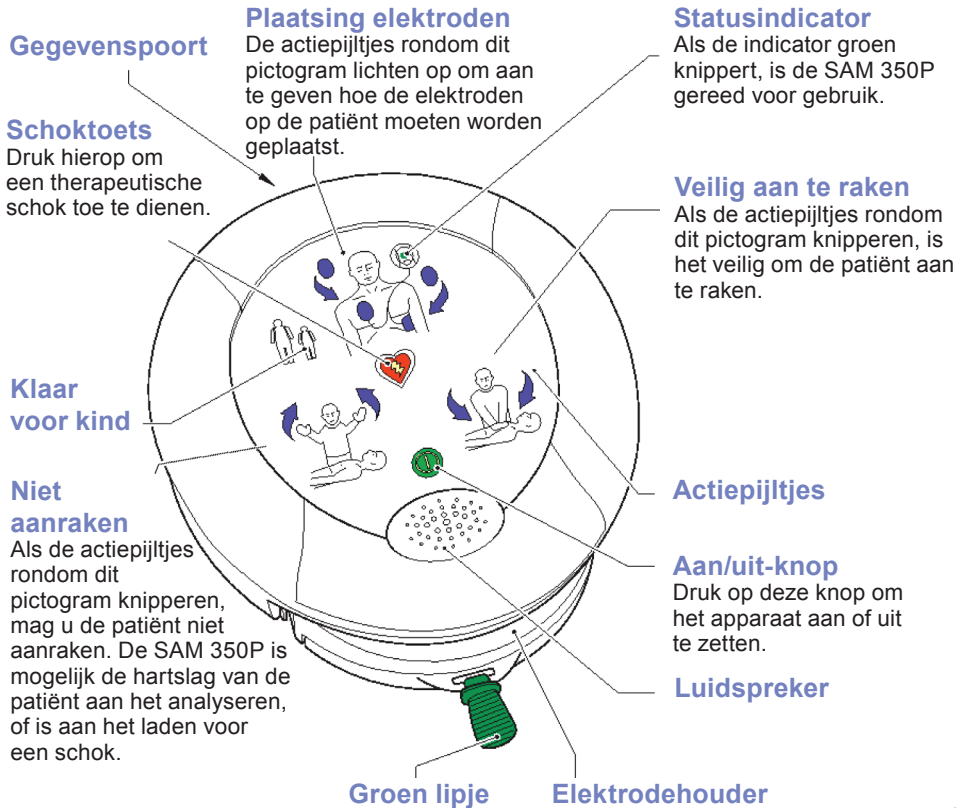 Gegevenspoort
Plaatsing elektroden
De actiepijltjes rondom dit
pictogram lichten op om aan
te geven hoe de elektroden
op de patiënt moeten worden
geplaatst.
Statusindicator
Als de indicator groen
knippert, is de SAM 350P
gereed voor gebruik.
Schoktoets
Druk hierop om
een therapeutische
schok toe te dienen.
Veilig aan te raken
Als de actiepijltjes rondom
dit pictogram knipperen, is
het veilig om de patiënt aan
te raken.
Klaar
voor kind
Niet
aanraken
Als de actiepijltjes
rondom dit
pictogram knipperen,
mag u de patiënt niet
aanraken. De SAM 350P is
mogelijk de hartslag van de
patiënt aan het analyseren,
of is aan het laden voor
een schok.
Actiepijltjes
Aan/uit-knop
Druk op deze knop om
het apparaat aan of uit
te zetten.
Luidspreker
Groen lipje
Elektrodehouder